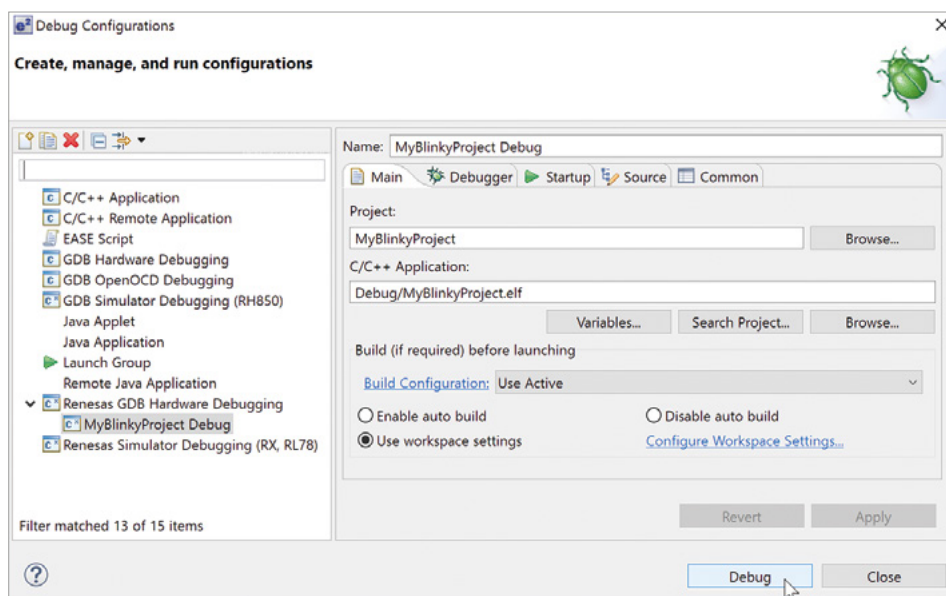 e² Debug Configurations
Create, manage, and run configurations
Name: MyBlinkyProject Debug
Main Debugger Startup Source Common
Project:
MyBlinkyProject Browse...
C/C++ Application:
Debug/MyBlinkyProject.elf
Variables... Search Project... Browse...
Build (if required) before launching
Build Configuration: Use Active
Enable auto build Disable auto build
Use workspace settings Configure Workspace Settings...
Revert Apply
C/C++ Application
C/C++ Remote Application
EASE Script
GDB Hardware Debugging
GDB OpenOCD Debugging
GDB Simulator Debugging (RH850)
Java Applet
Java Application
Launch Group
Remote Java Application
Renesas GDB Hardware Debugging
MyBlinkyProject Debug
Renesas Simulator Debugging (RX, RL78)
Filter matched 13 of 15 items
? Debug Close